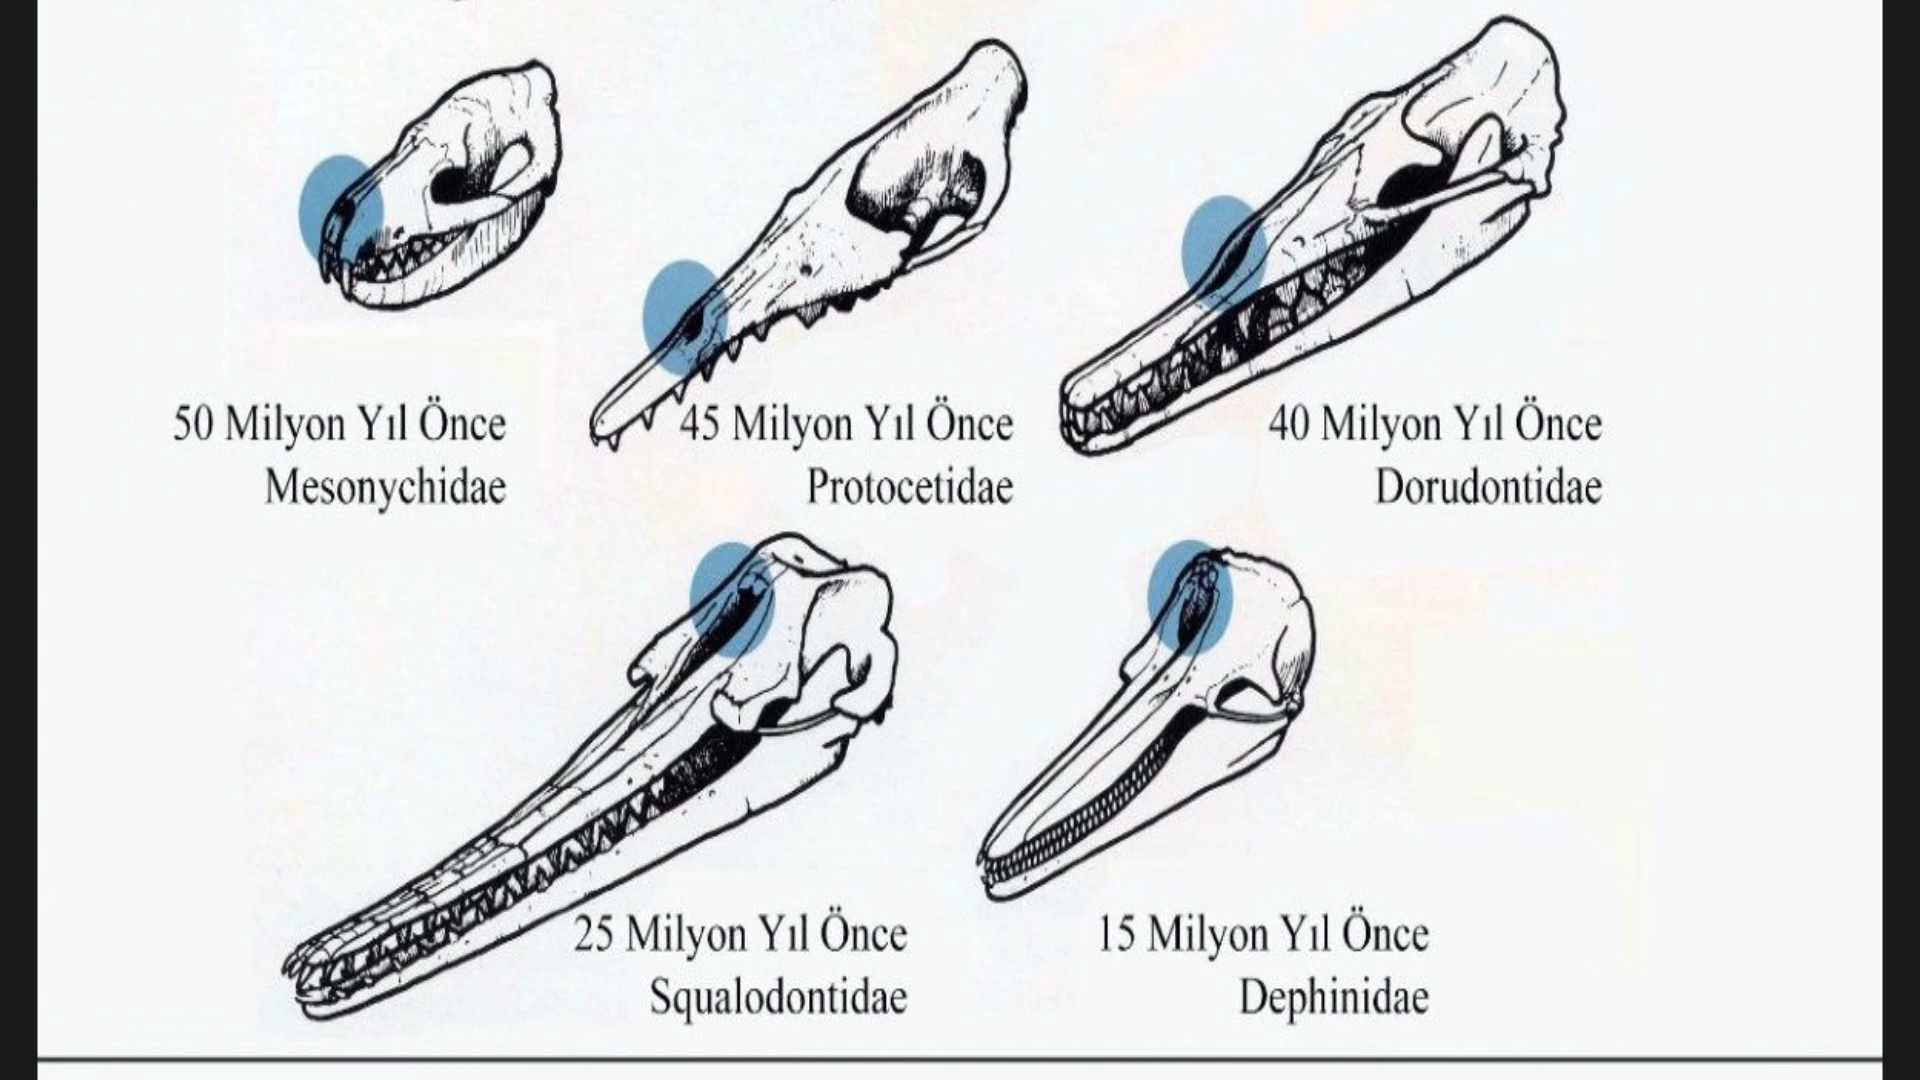 50 Milyon Yıl Önce
Mesonychidae
45 Milyon Yıl Önce
Protocetidae
40 Milyon Yıl Önce
Dorudontidae
25 Milyon Yıl Önce
Squalodontidae
15 Milyon Yıl Önce
Dephinidae